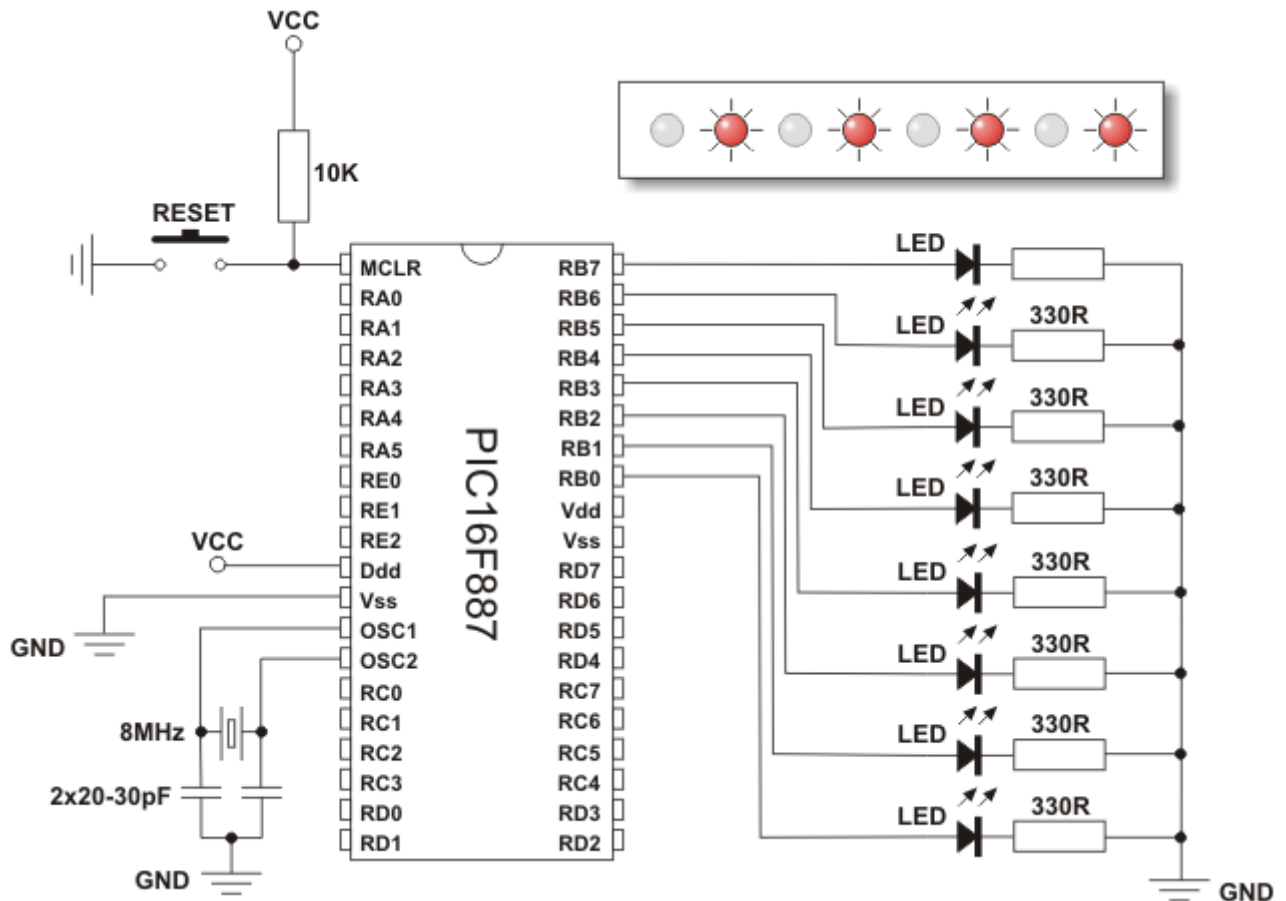 VCC
10K
RESET
MCLR
RA0
RA1
RA2
RA3
RA4
RA5
RE0
RE1
RE2
Ddd
Vss
OSC1
OSC2
RC0
RC1
RC2
RC3
RD0
RD1
PIC16F887
RB7
RB6
RB5
RB4
RB3
RB2
RB1
RB0
Vdd
Vss
RD7
RD6
RD5
RD4
RC7
RC6
RC5
RC4
RD3
RD2
VCC
GND
8MHz
2x20-30pF
GND
LED
LED 330R
LED 330R
LED 330R
LED 330R
LED 330R
LED 330R
LED 330R
GND